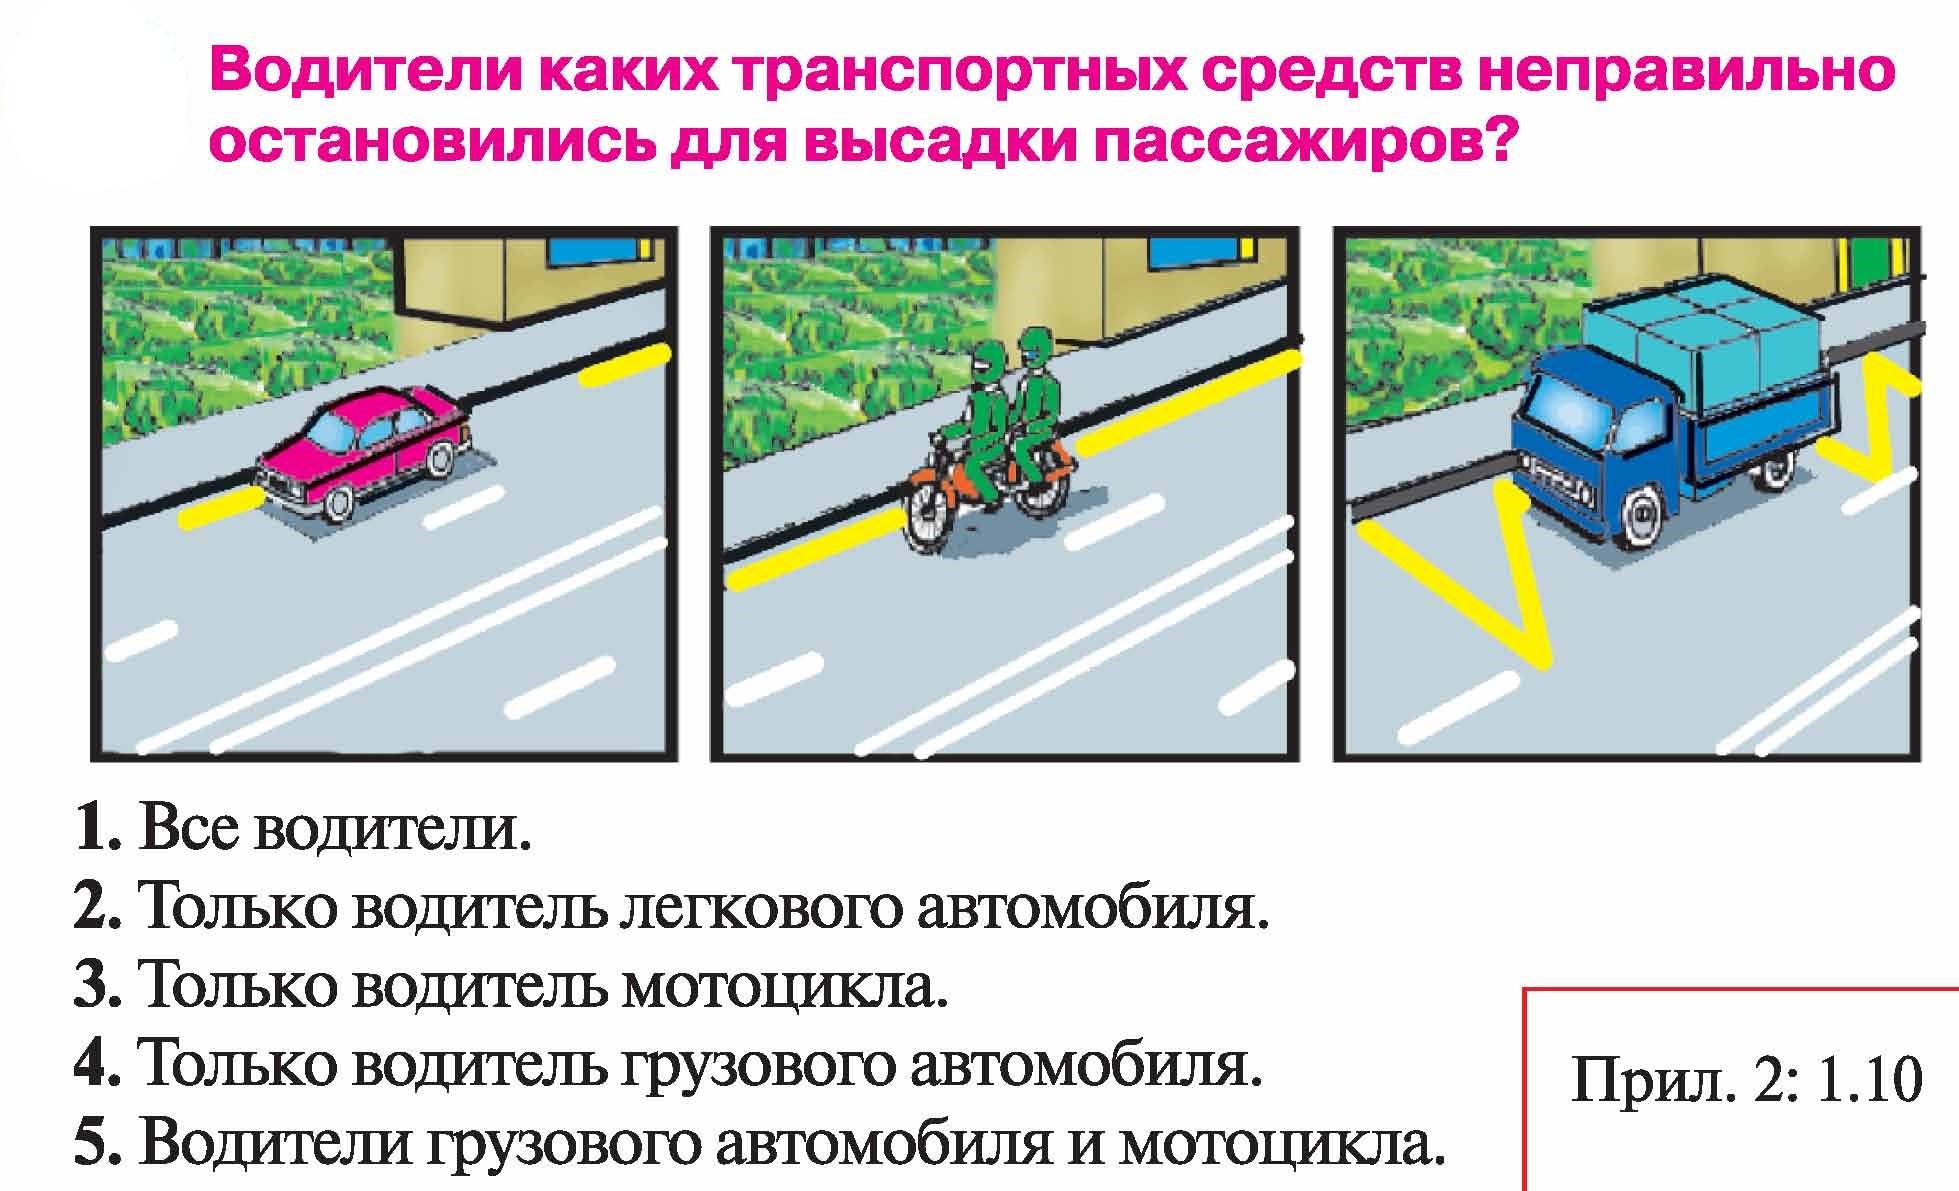 Водители каких транспортных средств неправильно
остановились для высадки пассажиров?
1. Все водители.
2. Только водитель легкового автомобиля.
3. Только водитель мотоцикла.
4. Только водитель грузового автомобиля.
5. Водители грузового автомобиля и мотоцикла.
Прил. 2: 1.10